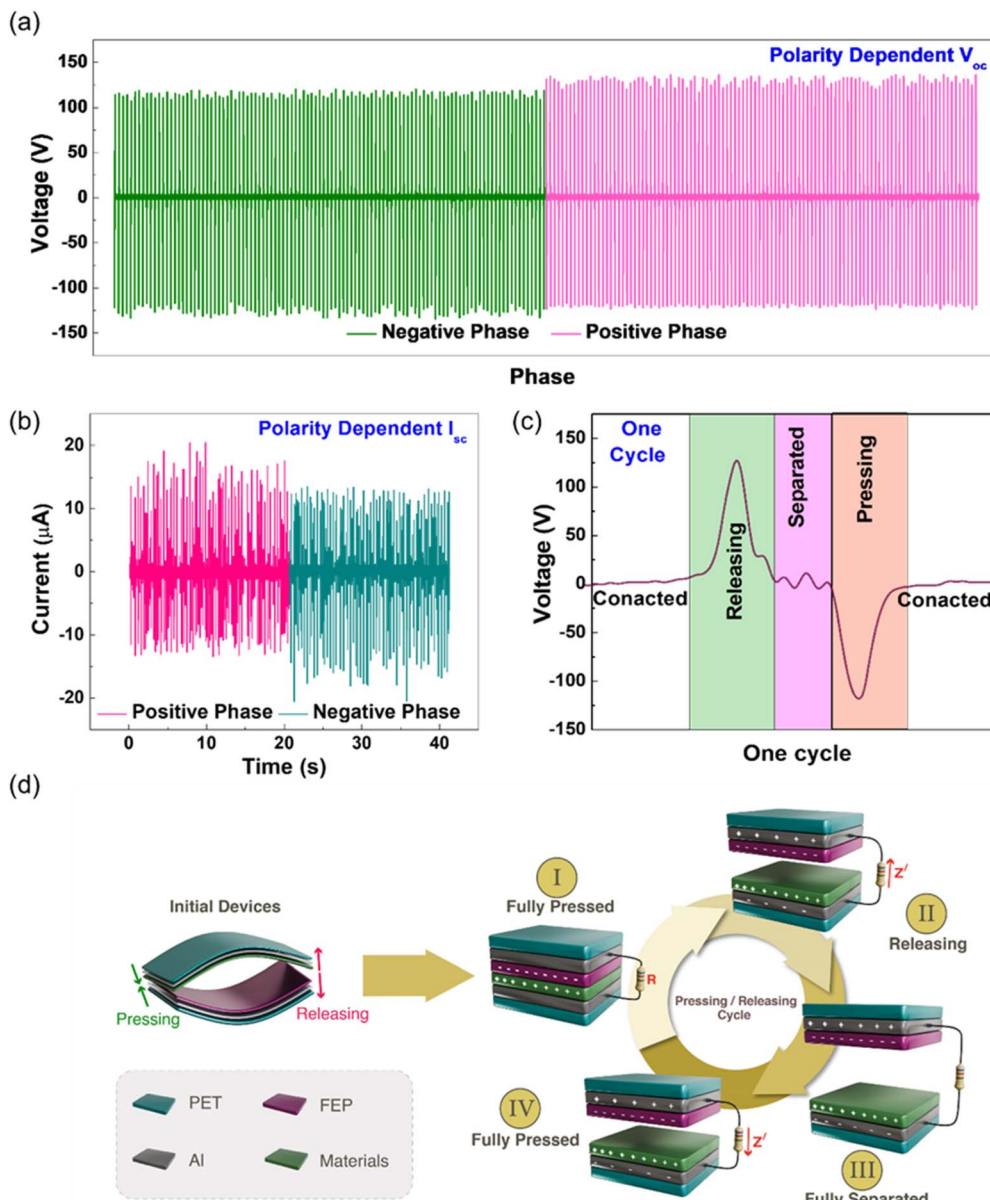 (a)
Polarity Dependent Voc
150
100
50
0
-50
-100
-150
Voltage (V)
Negative Phase
Positive Phase
Phase
(b)
Polarity Dependent Isc
20
10
0
-10
-20
Current (μA)
Positive Phase
Negative Phase
0
10
20
30
40
Time (s)
(c)
One
Cycle
150
100
50
0
-50
-100
-150
Voltage (V)
Conacted
Releasing
Separated
Pressing
Conacted
One cycle
(d)
Initial Devices
Pressing
Releasing
I
Fully Pressed
R
Z'
II
Releasing
Pressing / Releasing
Cycle
IV
Fully Pressed
Z'
III
Fully Separated
PET
FEP
Al
Materials